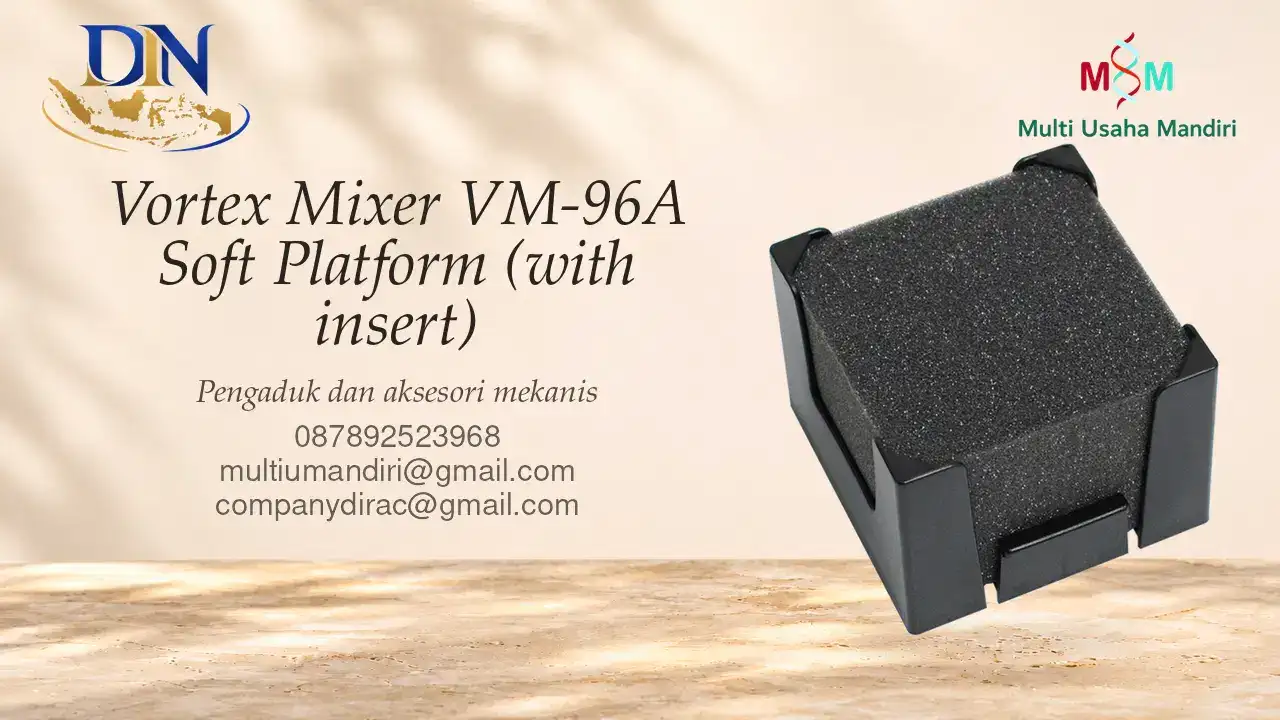 DIN
MSM
Multi Usaha Mandiri
Vortex Mixer VM-96A
Soft Platform (with
insert)
Pengaduk dan aksesori mekanis
087892523968
multiumandiri@gmail.com
companydirac@gmail.com